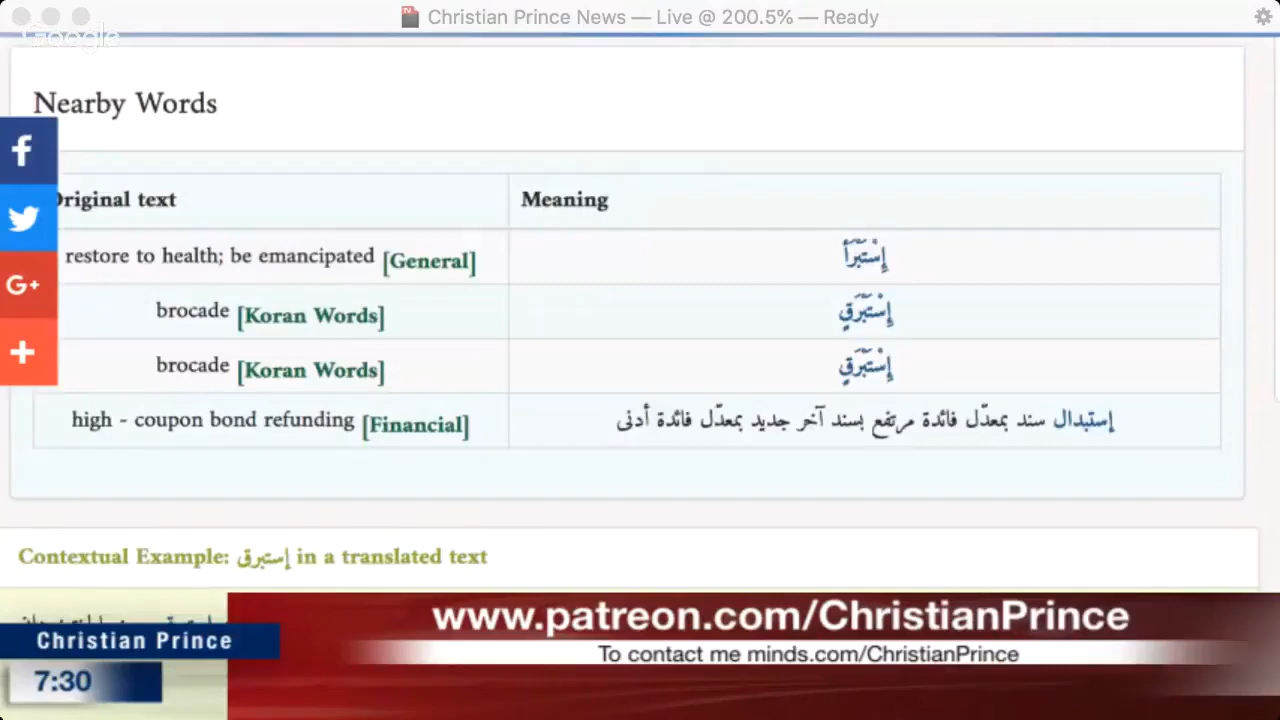 Christian Prince News — Live @ 200.5% — Ready
Google
Nearby Words
Original text Meaning
restore to health; be emancipated [General] إِسْتَبْرَأَ
brocade [Koran Words] إِسْتَبْرَقٍ
brocade [Koran Words] إِسْتَبْرَقٍ
high - coupon bond refunding [Financial] إستبدال سند بمعدّل فائدة مرتفع بسند آخر جديد بمعدّل فائدة أدنى
Contextual Example: إستبرق in a translated text
www.patreon.com/ChristianPrince
Christian Prince
To contact me minds.com/ChristianPrince
7:30